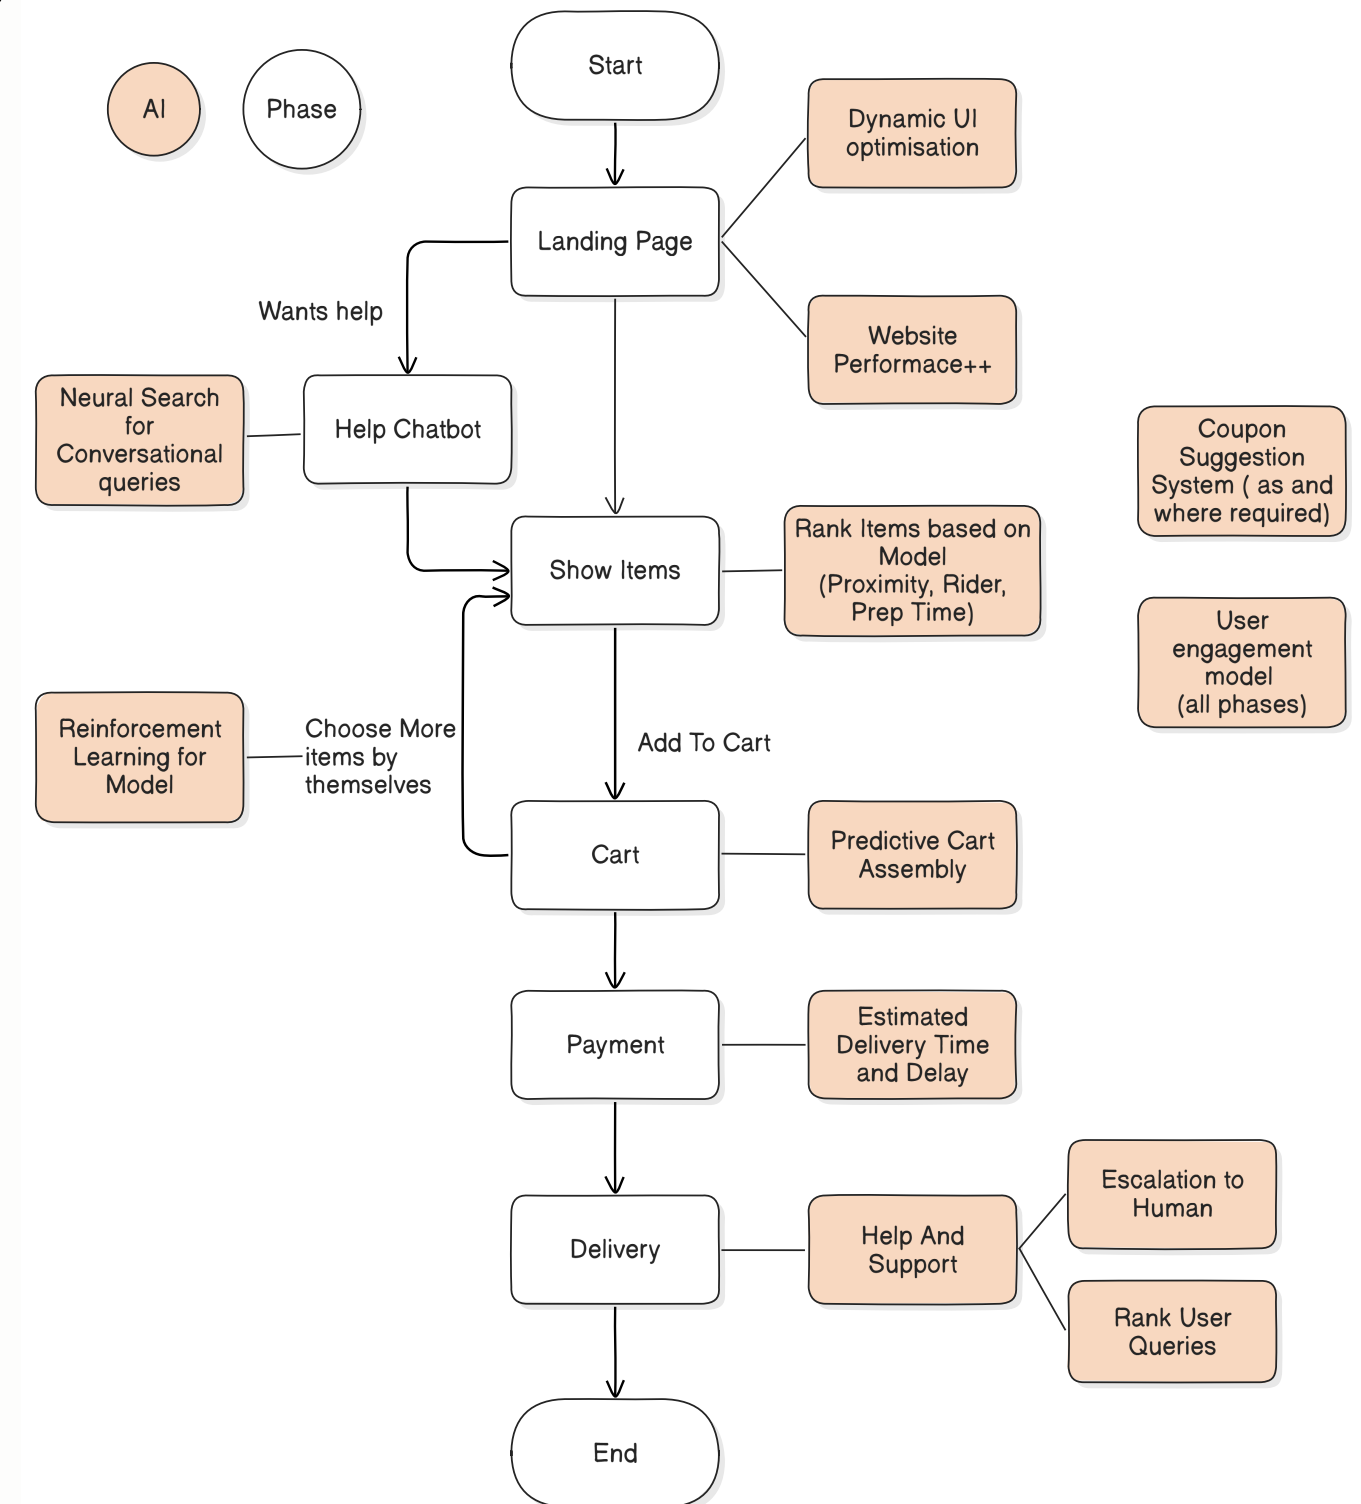 Start
AI
Phase
Dynamic UI
optimisation
Landing Page
Wants help
Website
Performace++
Neural Search
for
Conversational
queries
Help Chatbot
Coupon
Suggestion
System ( as and
where required)
Show Items
Rank Items based on
Model
(Proximity, Rider,
Prep Time)
User
engagement
model
(all phases)
Reinforcement
Learning for
Model
Choose More
items by
themselves
Add To Cart
Cart
Predictive Cart
Assembly
Payment
Estimated
Delivery Time
and Delay
Delivery
Help And
Support
Escalation to
Human
Rank User
Queries
End